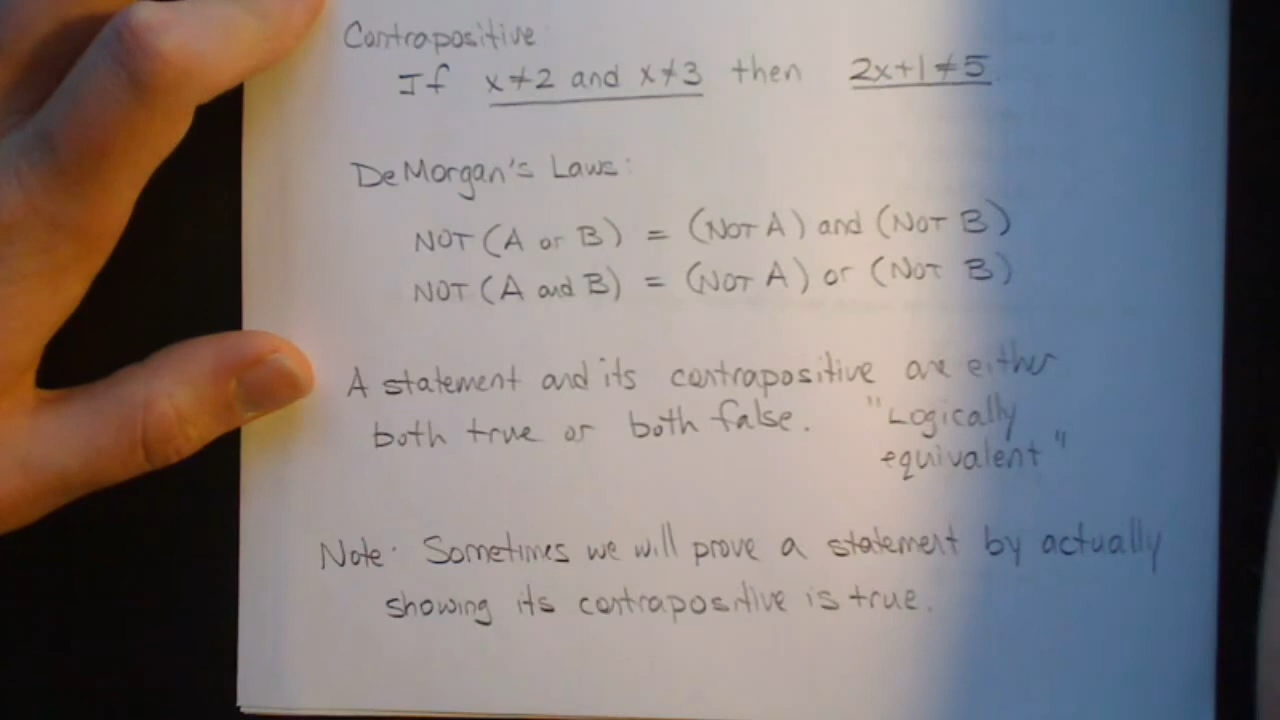 Contrapositive
If x≠2 and x≠3 then 2x+1≠5.
DeMorgan's Laws:
NOT (A or B) = (NOT A) and (NOT B)
NOT (A and B) = (NOT A) or (NOT B)
A statement and its contrapositive are either
both true or both false. "Logically
equivalent"
Note: Sometimes we will prove a statement by actually
showing its contrapositive is true.